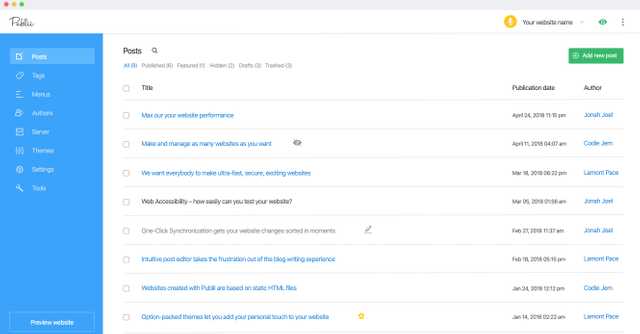 Publii
Your website name
Posts
Tags
Menus
Authors
Server
Themes
Settings
Tools
Preview website
Posts
Add new post
All (9) Published (6) Featured (1) Hidden (2) Drafts (3) Trashed (3)
Title Publication date Author
Max our your website performance April 24, 2018 11:15 pm Jonah Joel
Make and manage as many websites as you want April 11, 2018 04:07 am Codie Jem
We want everybody to make ultra-fast, secure, exciting websites Mar 18, 2018 06:22 pm Lamont Pace
Web Accessibility – how easily can you test your website? Mar 05, 2018 01:56 am Jonah Joel
One-Click Synchronization gets your website changes sorted in moments Feb 27, 2018 11:37 am Jonah Joel
Intuitive post editor takes the frustration out of the blog writing experience Feb 18, 2018 05:15 pm Lamont Pace
Websites created with Publii are based on static HTML files Jan 24, 2018 12:12 pm Codie Jem
Option-packed themes let you add your personal touch to your website Jan 14, 2018 02:22 am Lamont Pace